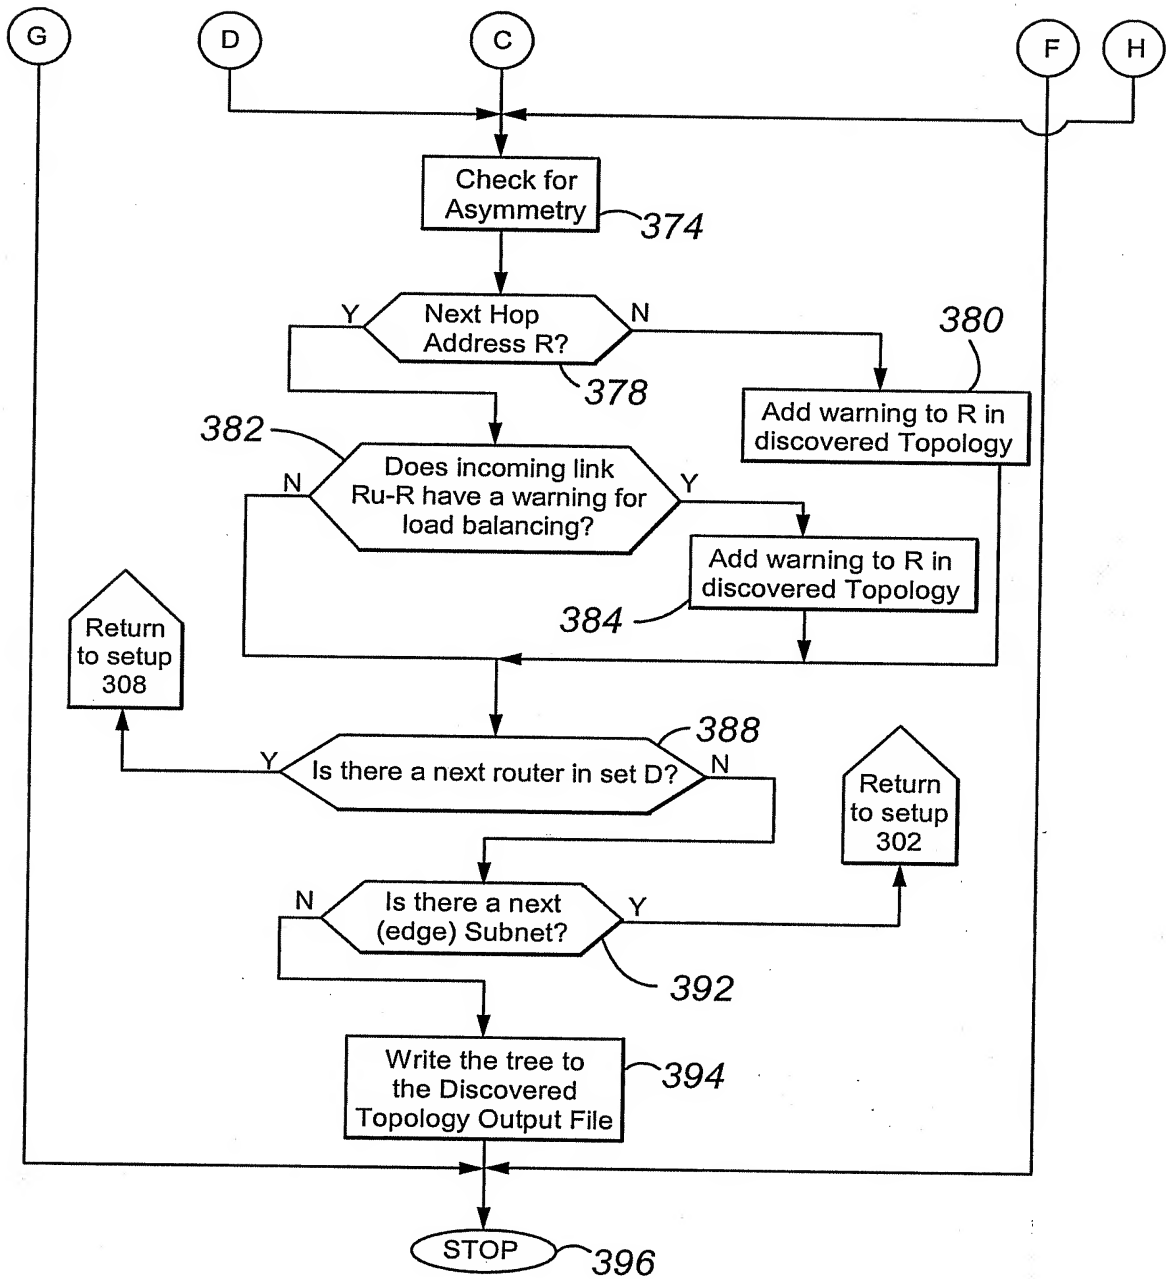 G
D
C
F
H
Check for
Asymmetry
374
Y
Next Hop
Address R?
N
378
380
Add warning to R in
discovered Topology
382
N
Does incoming link
Ru-R have a warning for
load balancing?
Y
Add warning to R in
discovered Topology
384
Return
to setup
308
388
Y
Is there a next router in set D?
N
Return
to setup
302
N
Is there a next
(edge) Subnet?
Y
392
Write the tree to
the Discovered
Topology Output File
394
STOP
396